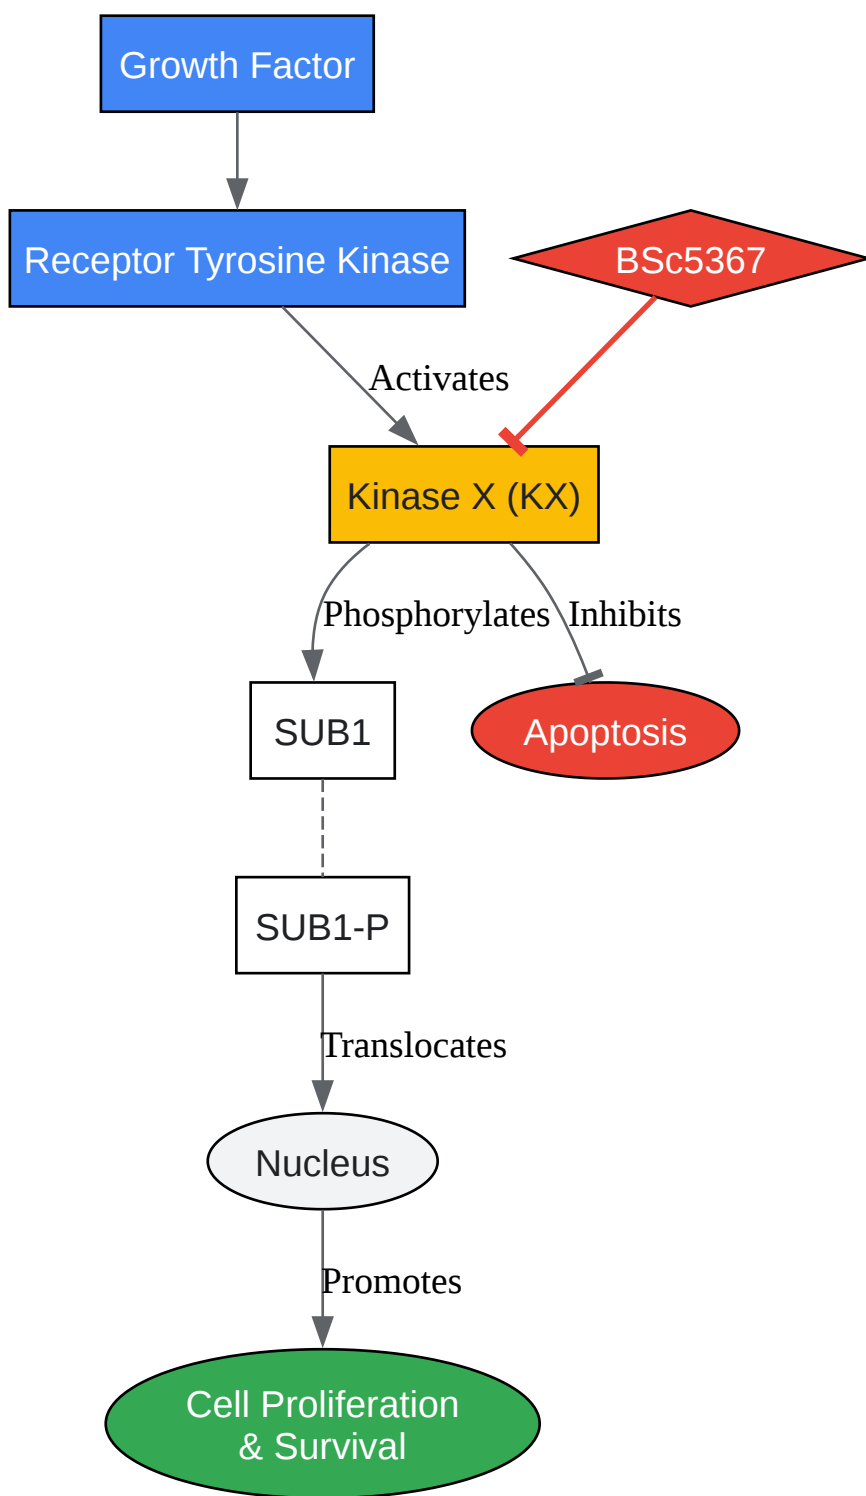 Growth Factor
Receptor Tyrosine Kinase
BSc5367
Activates
Kinase X (KX)
Phosphorylates
Inhibits
SUB1
Apoptosis
SUB1-P
Translocates
Nucleus
Promotes
Cell Proliferation
& Survival